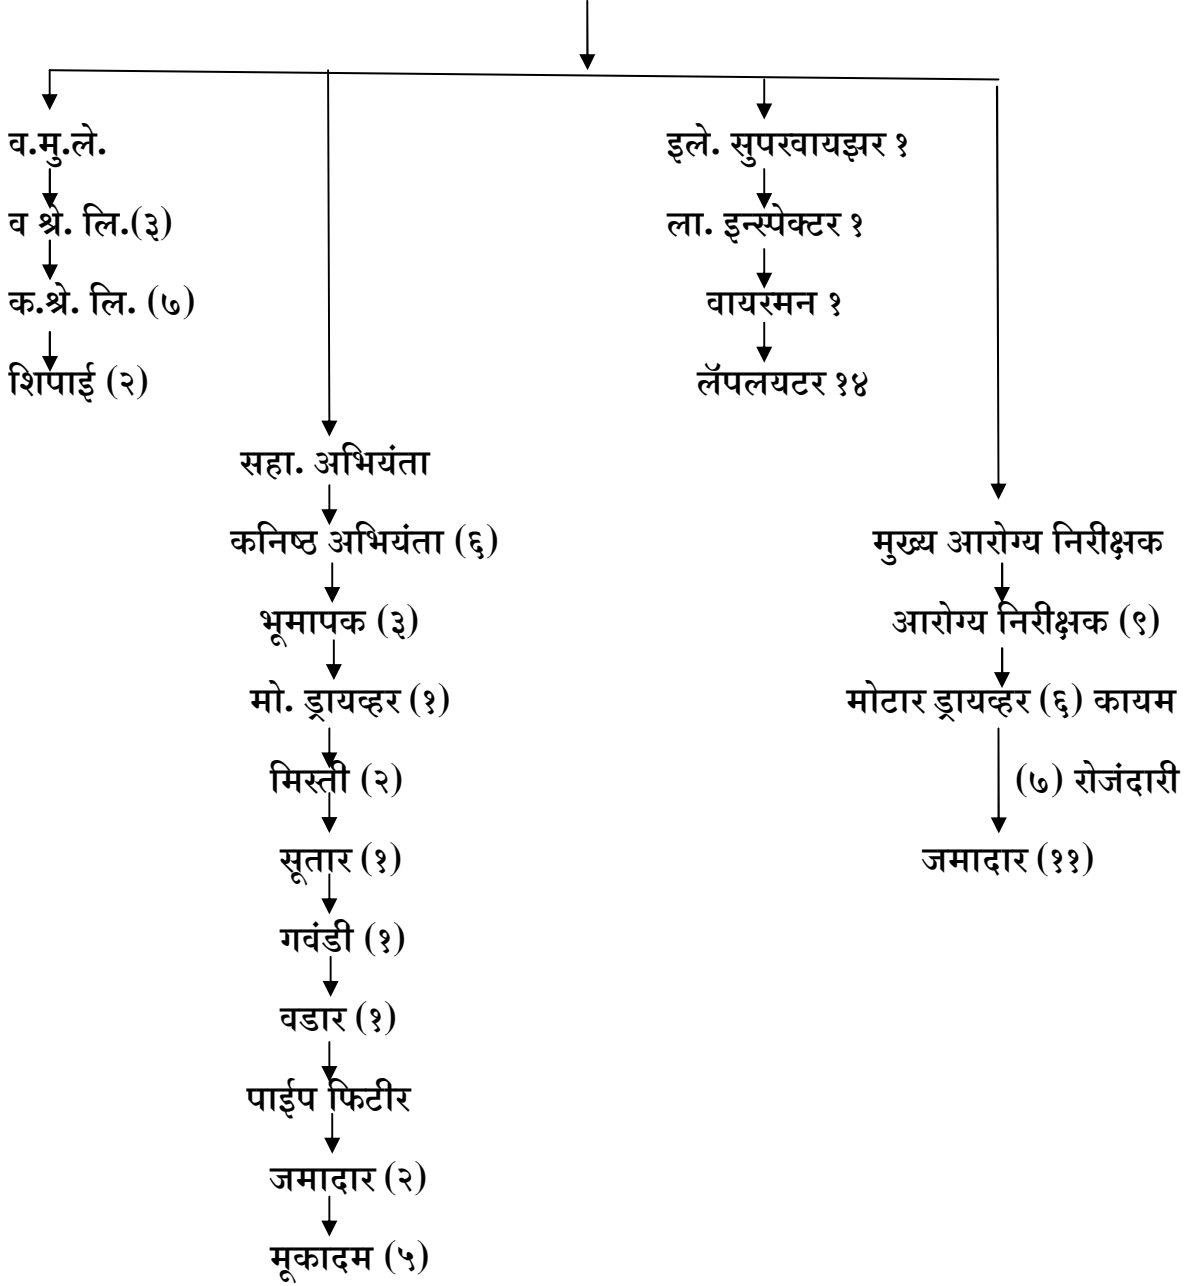 व.मु.ले.
व श्रे. लि.(३)
क.श्रे. लि. (७)
शिपाई (२)
सहा. अभियंता
कनिष्ठ अभियंता (६)
भूमापक (३)
मो. ड्रायव्हर (१)
मिस्ती (२)
सूतार (१)
गवंडी (१)
वडार (१)
पाईप फिटीर
जमादार (२)
मूकादम (५)
इले. सुपरवायझर १
ला. इन्स्पेक्टर १
वायरमन १
लॅपलयटर १४
मुख्य आरोग्य निरीक्षक
आरोग्य निरीक्षक (९)
मोटार ड्रायव्हर (६) कायम
(७) रोजंदारी
जमादार (११)